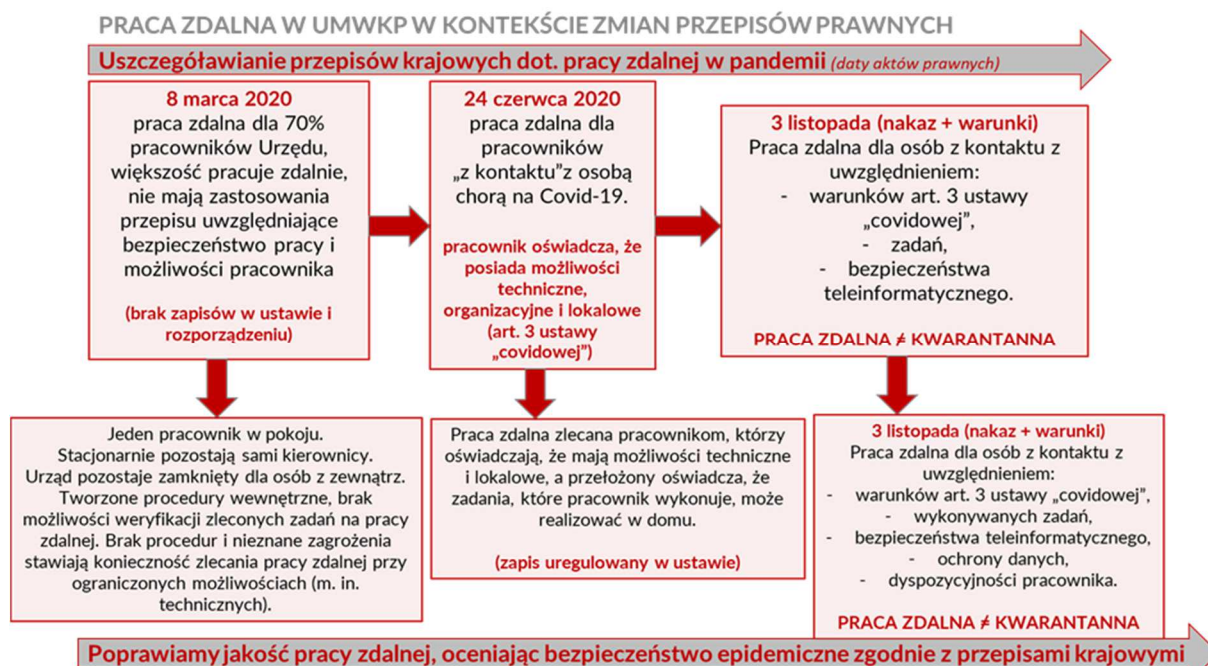 PRACA ZDALNA W UMWKP W KONTEKŚCIE ZMIAN PRZEPISÓW PRAWNYCH
Uszczegóławianie przepisów krajowych dot. pracy zdalnej w pandemii (daty aktów prawnych)
8 marca 2020
praca zdalna dla 70%
pracowników Urzędu,
większość pracuje zdalnie,
nie mają zastosowania
przepisu uwzględniające
bezpieczeństwo pracy i
możliwości pracownika
(brak zapisów w ustawie i
rozporządzeniu)
24 czerwca 2020
praca zdalna dla
pracowników
„z kontaktu”z osobą
chorą na Covid-19.
pracownik oświadcza, że
posiada możliwości
techniczne,
organizacyjne i lokalowe
(art. 3 ustawy
„covidowej”)
3 listopada (nakaz + warunki)
Praca zdalna dla osób z kontaktu z
uwzględnieniem:
- warunków art. 3 ustawy
„covidowej”,
- zadań,
- bezpieczeństwa
teleinformatycznego.
PRACA ZDALNA ≠ KWARANTANNA
Jeden pracownik w pokoju.
Stacjonarnie pozostają sami kierownicy.
Urząd pozostaje zamknięty dla osób z zewnątrz.
Tworzone procedury wewnętrzne, brak
możliwości weryfikacji zleconych zadań na pracy
zdalnej. Brak procedur i nieznane zagrożenia
stawiają konieczność zlecania pracy zdalnej przy
ograniczonych możliwościach (m. in.
technicznych).
Praca zdalna zlecana pracownikom, którzy
oświadczają, że mają możliwości techniczne
i lokalowe, a przełożony oświadcza, że
zadania, które pracownik wykonuje, może
realizować w domu.
(zapis uregulowany w ustawie)
3 listopada (nakaz + warunki)
Praca zdalna dla osób z kontaktu z
uwzględnieniem:
- warunków art. 3 ustawy „covidowej”,
- wykonywanych zadań,
- bezpieczeństwa teleinformatycznego,
- ochrony danych,
- dyspozycyjności pracownika.
PRACA ZDALNA ≠ KWARANTANNA
Poprawiamy jakość pracy zdalnej, oceniając bezpieczeństwo epidemiczne zgodnie z przepisami krajowymi